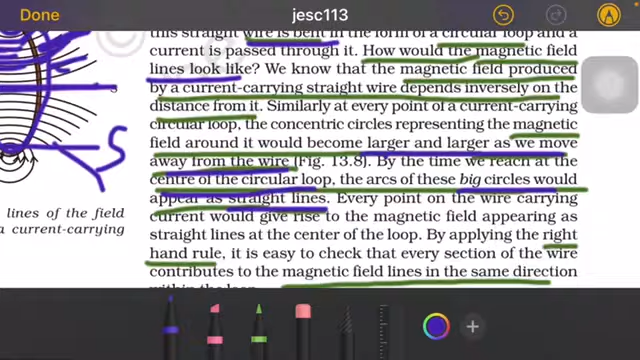 Done
jesc113
this straight wire is bent in the form of a circular loop and a
current is passed through it. How would the magnetic field
lines look like? We know that the magnetic field produced
by a current-carrying straight wire depends inversely on the
distance from it. Similarly at every point of a current-carrying
circular loop, the concentric circles representing the magnetic
field around it would become larger and larger as we move
away from the wire (Fig. 13.8). By the time we reach at the
centre of the circular loop, the arcs of these big circles would
appear as straight lines. Every point on the wire carrying
current would give rise to the magnetic field appearing as
straight lines at the center of the loop. By applying the right
hand rule, it is easy to check that every section of the wire
contributes to the magnetic field lines in the same direction
within the loop.
S
S
lines of the field
a current-carrying